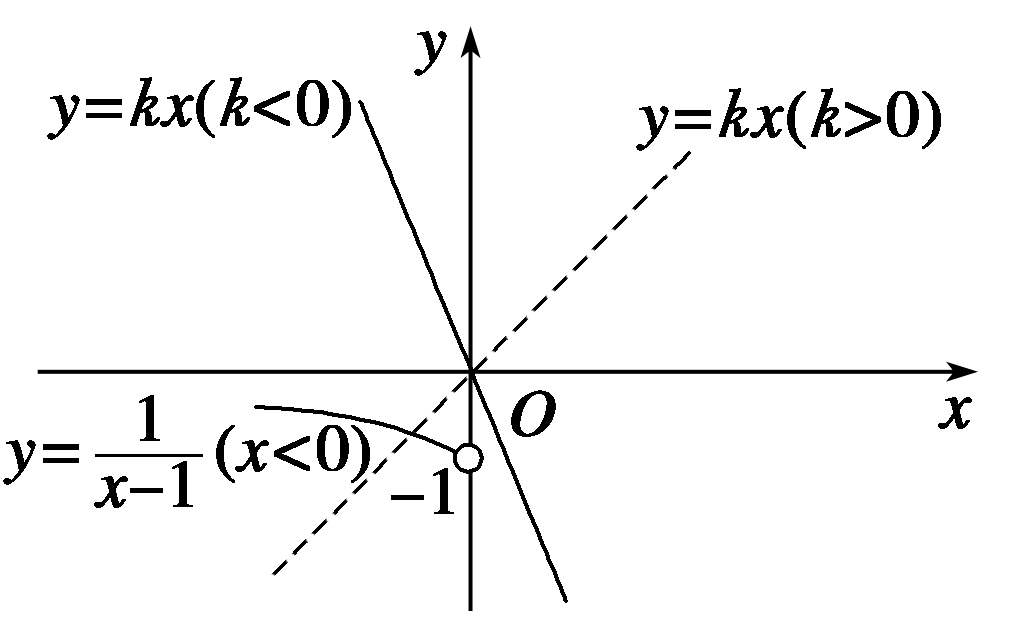 y
y=kx(k<0)
y=kx(k>0)
O
x
y=1/(x−1)(x<0)
−1